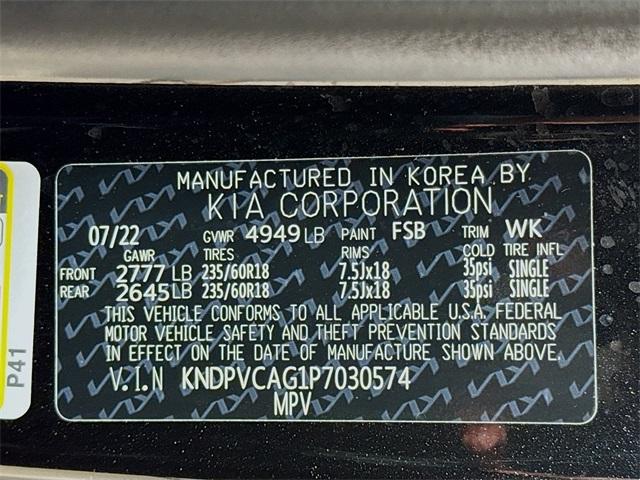 MANUFACTURED IN KOREA BY
KIA CORPORATION
07/22 GVWR 4949 LB PAINT FSB TRIM WK
GAWR TIRES RIMS COLD TIRE INFL
FRONT 2777 LB 235/60R18 7.5Jx18 35psi SINGLE
REAR 2645 LB 235/60R18 7.5Jx18 35psi SINGLE
THIS VEHICLE CONFORMS TO ALL APPLICABLE U.S.A. FEDERAL
MOTOR VEHICLE SAFETY AND THEFT PREVENTION STANDARDS
IN EFFECT ON THE DATE OF MANUFACTURE SHOWN ABOVE.
V.I.N KNDPVCAG1P7030574
MPV
P41